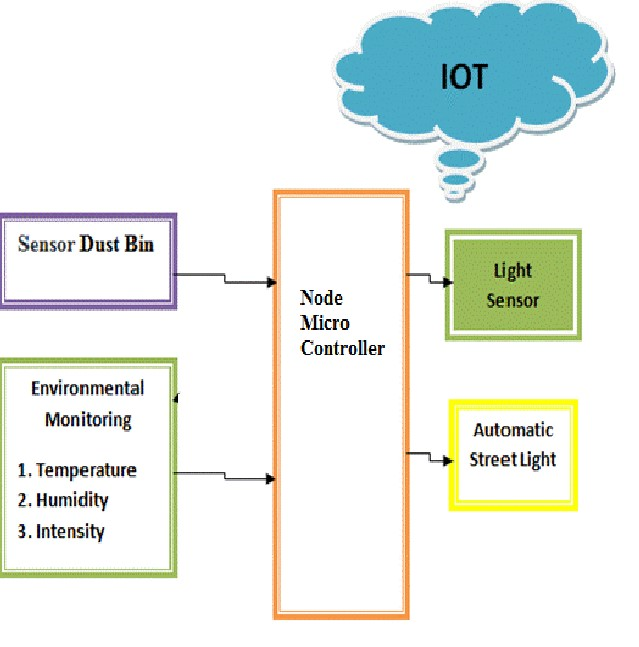 IOT
Sensor Dust Bin
Node
Micro
Controller
Light
Sensor
Environmental
Monitoring
1. Temperature
2. Humidity
3. Intensity
Automatic
Street Light